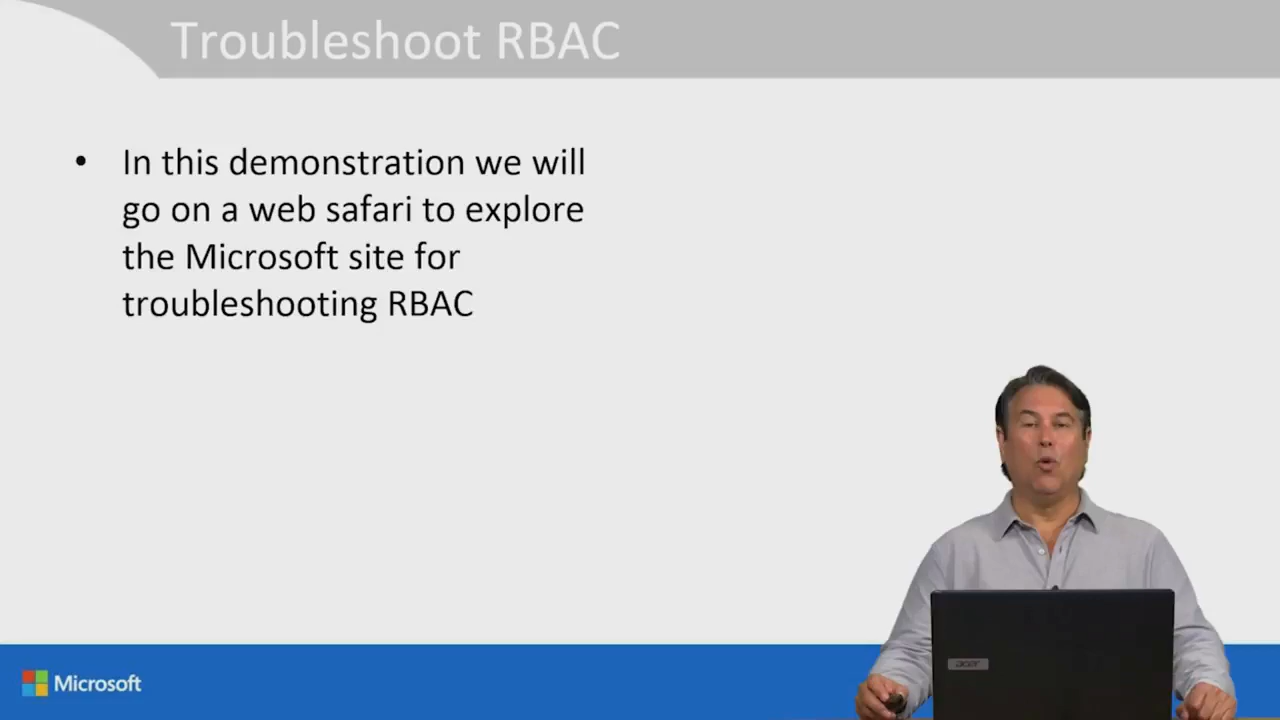 Troubleshoot RBAC
• In this demonstration we will
go on a web safari to explore
the Microsoft site for
troubleshooting RBAC
acer
Microsoft